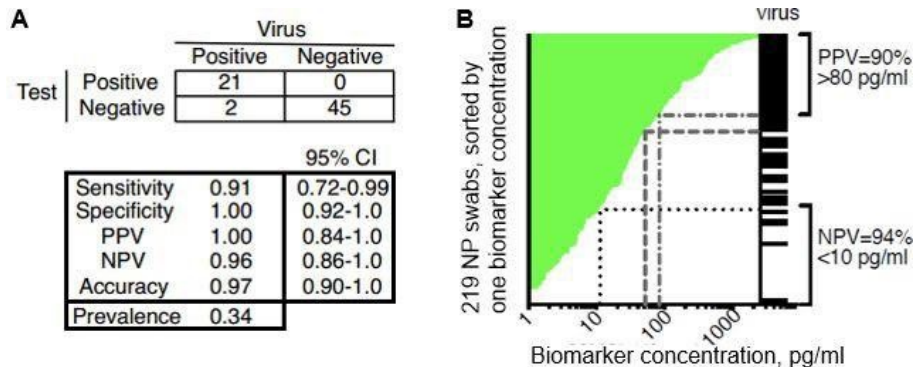 A
Virus
Positive Negative
Test Positive 21 0
Negative 2 45
95% CI
Sensitivity 0.91 0.72-0.99
Specificity 1.00 0.92-1.0
PPV 1.00 0.84-1.0
NPV 0.96 0.86-1.0
Accuracy 0.97 0.90-1.0
Prevalence 0.34
B
virus
219 NP swabs, sorted by
one biomarker concentration
PPV=90%
>80 pg/ml
NPV=94%
<10 pg/ml
1 10 100 1000
Biomarker concentration, pg/ml